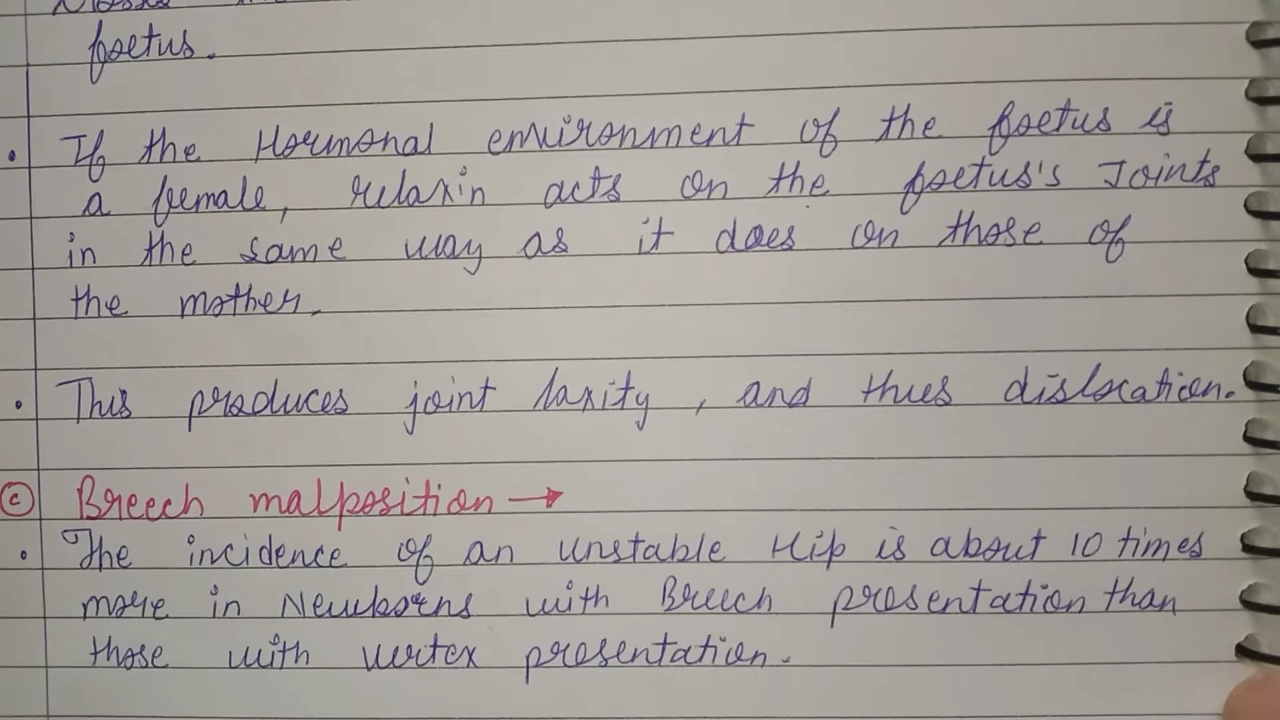 foetus.
• If the Hormonal environment of the foetus is
a female, relaxin acts on the foetus's Joints
in the same way as it does on those of
the mother.
• This produces joint laxity, and thus dislocation.
ⓒ Breech malposition →
• The incidence of an unstable Hip is about 10 times
more in Newborns with Breech presentation than
those with vertex presentation.